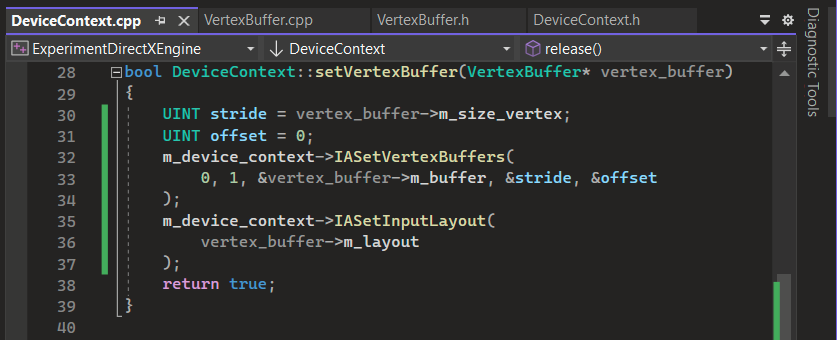 DeviceContext.cpp VertexBuffer.cpp VertexBuffer.h DeviceContext.h
ExperimentDirectXEngine DeviceContext release()
28 bool DeviceContext::setVertexBuffer(VertexBuffer* vertex_buffer)
29 {
30 UINT stride = vertex_buffer->m_size_vertex;
31 UINT offset = 0;
32 m_device_context->IASetVertexBuffers(
33 0, 1, &vertex_buffer->m_buffer, &stride, &offset
34 );
35 m_device_context->IASetInputLayout(
36 vertex_buffer->m_layout
37 );
38 return true;
39 }
40
Diagnostic Tools